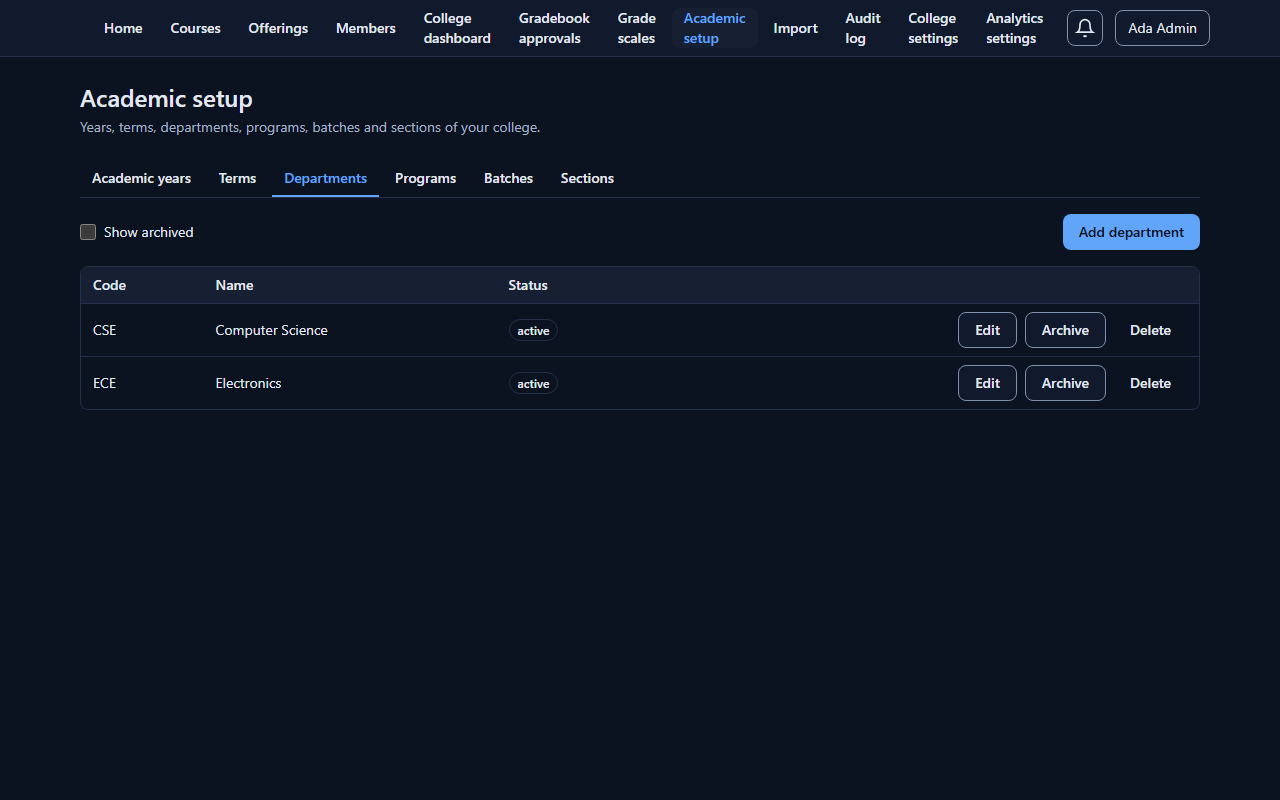 Home
Courses
Offerings
Members
College dashboard
Gradebook approvals
Grade scales
Academic setup
Import
Audit log
College settings
Analytics settings
Ada Admin
Academic setup
Years, terms, departments, programs, batches and sections of your college.
Academic years
Terms
Departments
Programs
Batches
Sections
Show archived
Add department
Code Name Status
CSE Computer Science active Edit Archive Delete
ECE Electronics active Edit Archive Delete